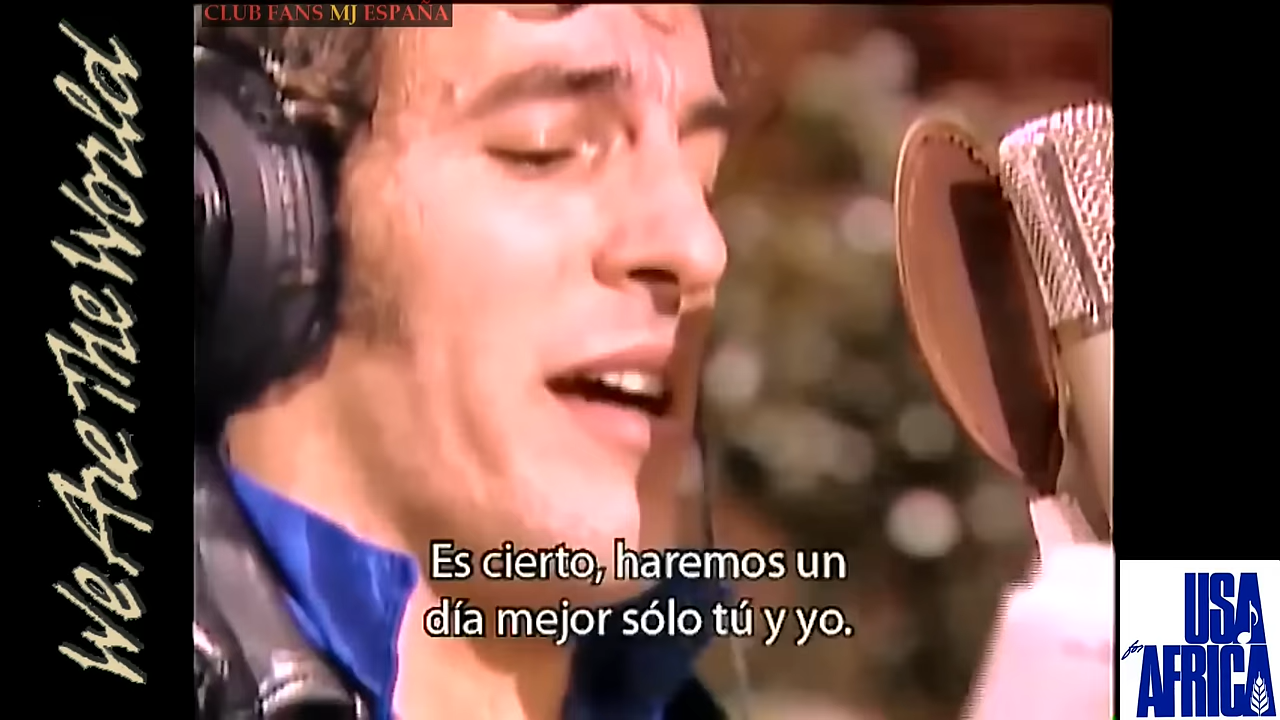 CLUB FANS MJ ESPAÑA
We Are The World
Es cierto, haremos un
día mejor sólo tú y yo.
USA
for
AFRICA